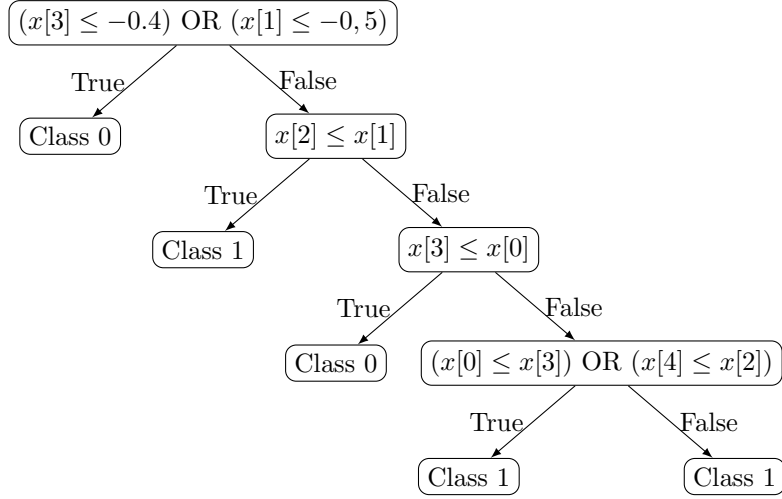 (x[3] ≤ −0.4) OR (x[1] ≤ −0,5)
True
False
Class 0
x[2] ≤ x[1]
True
False
Class 1
x[3] ≤ x[0]
True
False
Class 0
(x[0] ≤ x[3]) OR (x[4] ≤ x[2])
True
False
Class 1
Class 1